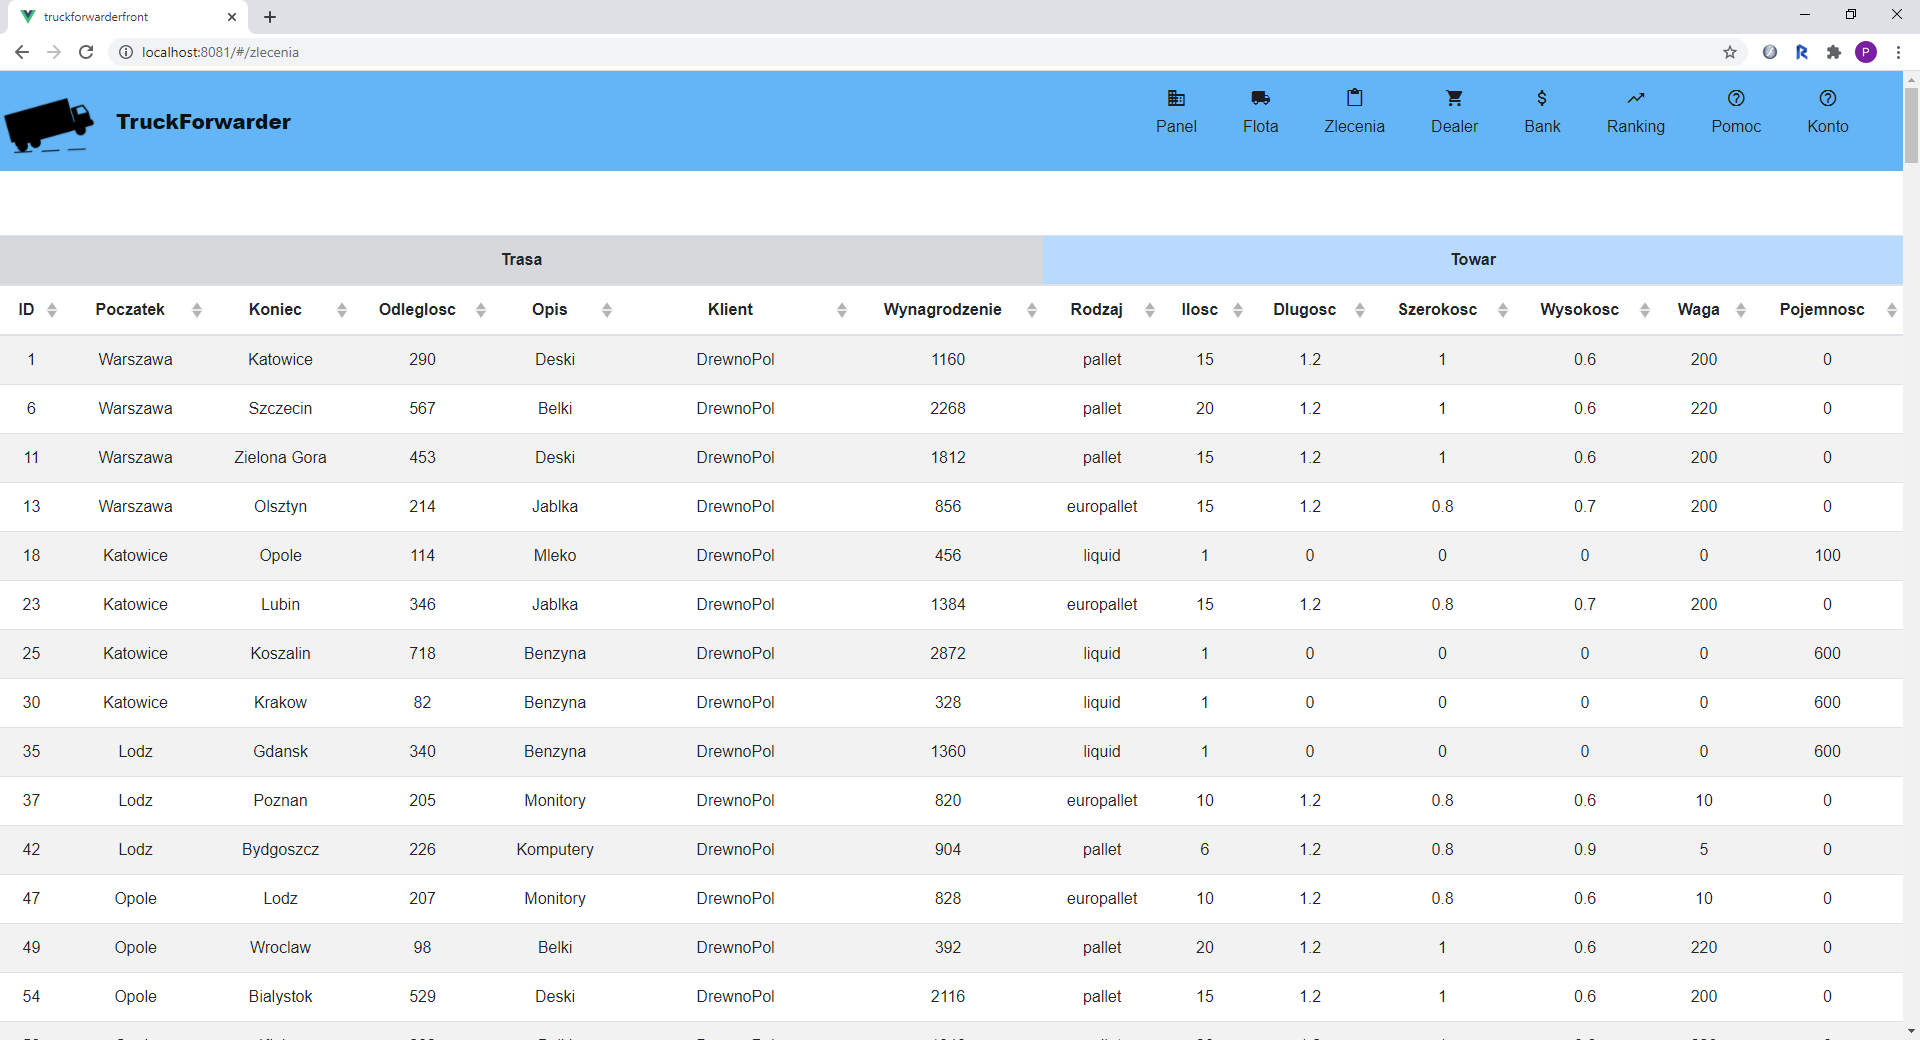 truckforwarderfront
localhost:8081/#/zlecenia
P
TruckForwarder
Panel Flota Zlecenia Dealer Bank Ranking Pomoc Konto
Trasa Towar
ID Poczatek Koniec Odleglosc Opis Klient Wynagrodzenie Rodzaj Ilosc Dlugosc Szerokosc Wysokosc Waga Pojemnosc
1 Warszawa Katowice 290 Deski DrewnoPol 1160 pallet 15 1.2 1 0.6 200 0
6 Warszawa Szczecin 567 Belki DrewnoPol 2268 pallet 20 1.2 1 0.6 220 0
11 Warszawa Zielona Gora 453 Deski DrewnoPol 1812 pallet 15 1.2 1 0.6 200 0
13 Warszawa Olsztyn 214 Jablka DrewnoPol 856 europallet 15 1.2 0.8 0.7 200 0
18 Katowice Opole 114 Mleko DrewnoPol 456 liquid 1 0 0 0 0 100
23 Katowice Lubin 346 Jablka DrewnoPol 1384 europallet 15 1.2 0.8 0.7 200 0
25 Katowice Koszalin 718 Benzyna DrewnoPol 2872 liquid 1 0 0 0 0 600
30 Katowice Krakow 82 Benzyna DrewnoPol 328 liquid 1 0 0 0 0 600
35 Lodz Gdansk 340 Benzyna DrewnoPol 1360 liquid 1 0 0 0 0 600
37 Lodz Poznan 205 Monitory DrewnoPol 820 europallet 10 1.2 0.8 0.6 10 0
42 Lodz Bydgoszcz 226 Komputery DrewnoPol 904 pallet 6 1.2 0.8 0.9 5 0
47 Opole Lodz 207 Monitory DrewnoPol 828 europallet 10 1.2 0.8 0.6 10 0
49 Opole Wroclaw 98 Belki DrewnoPol 392 pallet 20 1.2 1 0.6 220 0
54 Opole Bialystok 529 Deski DrewnoPol 2116 pallet 15 1.2 1 0.6 200 0